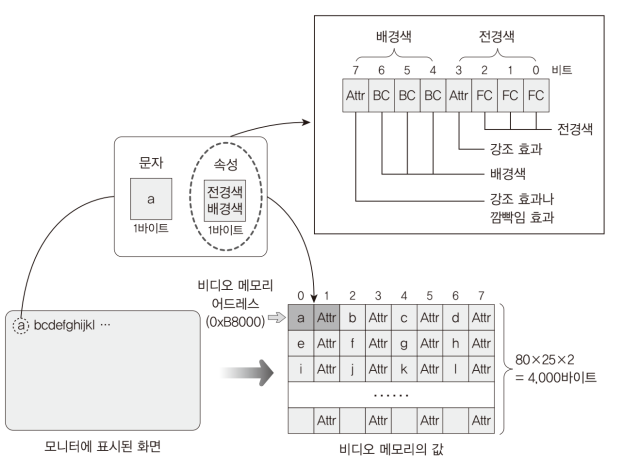 배경색 전경색
7 6 5 4 3 2 1 0 비트
Attr BC BC BC Attr FC FC FC
전경색
강조 효과
배경색
강조 효과나
깜빡임 효과
문자 속성
a
전경색
배경색
1바이트 1바이트
비디오 메모리
어드레스
(0xB8000)
0 1 2 3 4 5 6 7
a Attr b Attr c Attr d Attr
e Attr f Attr g Attr h Attr
i Attr j Attr k Attr l Attr
······
Attr Attr Attr Attr
80×25×2
= 4,000바이트
a bcdefghijkl ···
모니터에 표시된 화면
비디오 메모리의 값